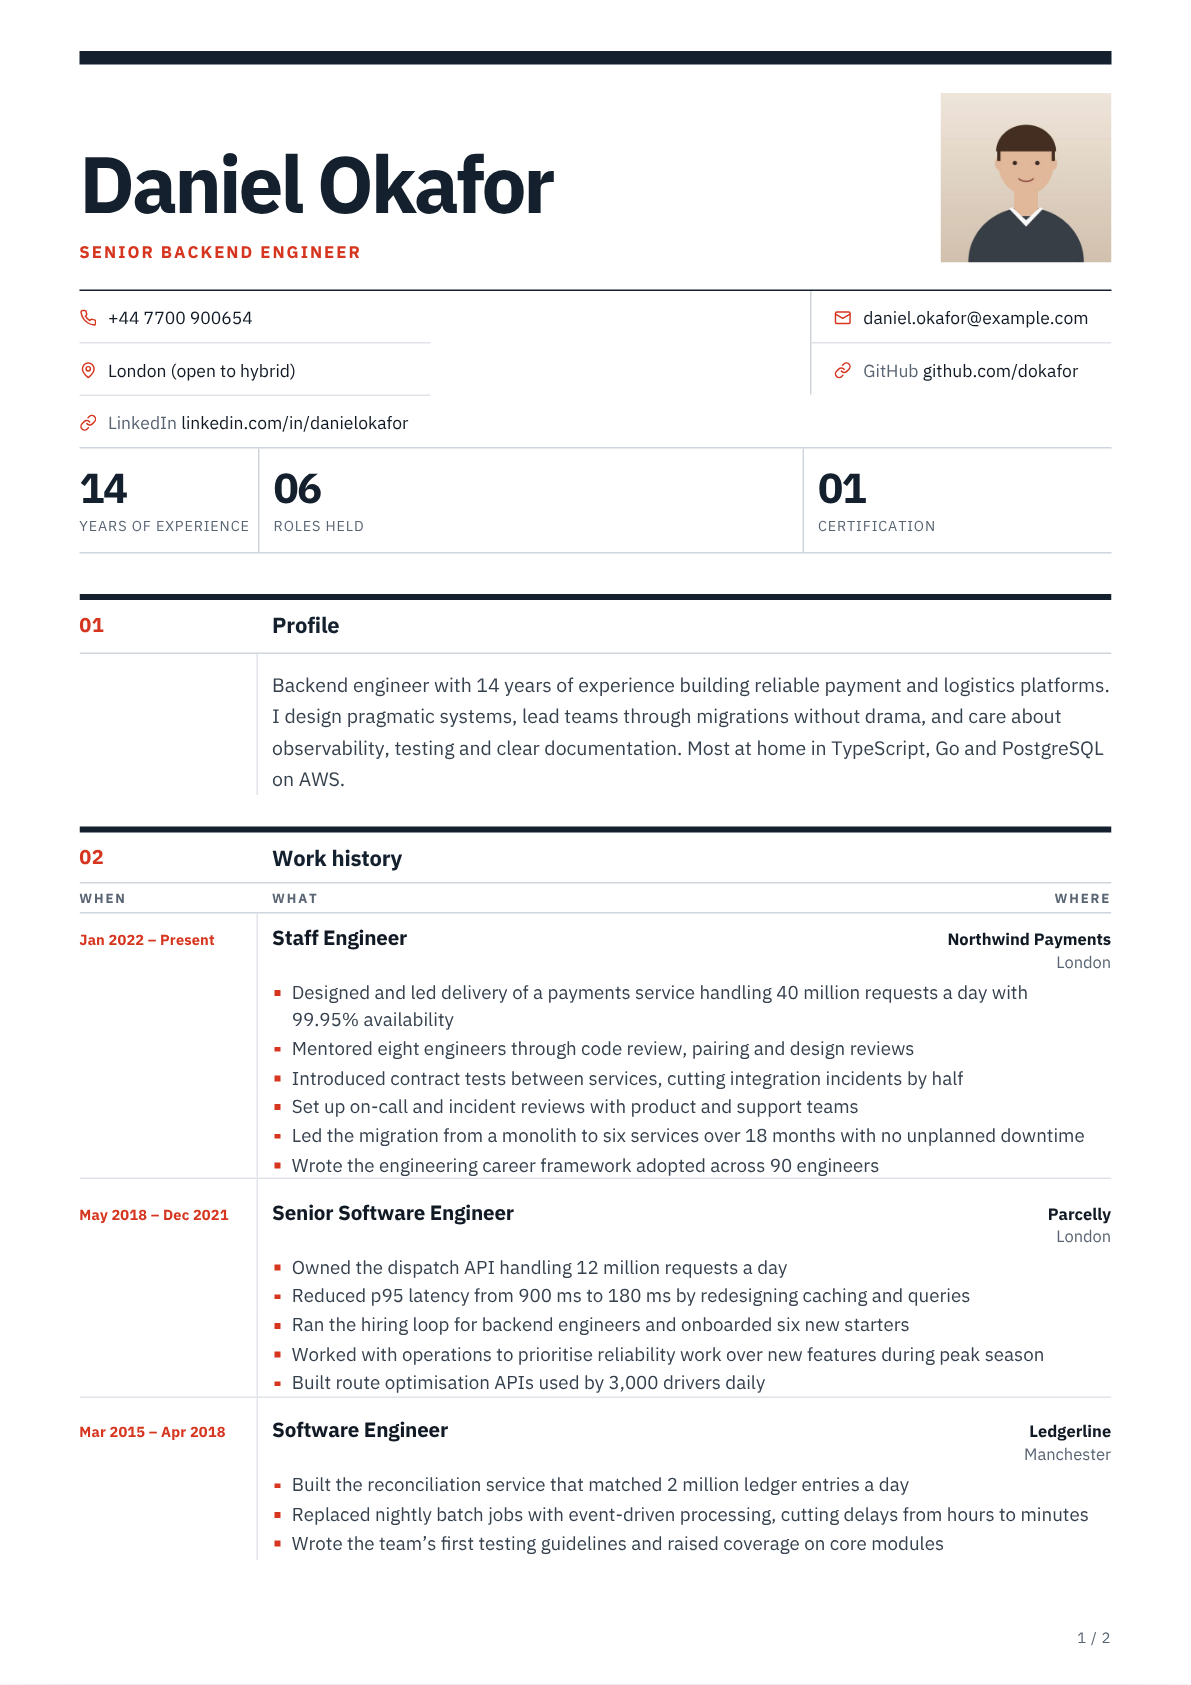 Daniel Okafor
SENIOR BACKEND ENGINEER
+44 7700 900654
daniel.okafor@example.com
London (open to hybrid)
GitHub github.com/dokafor
LinkedIn linkedin.com/in/danielokafor
14
YEARS OF EXPERIENCE
06
ROLES HELD
01
CERTIFICATION
01
Profile
Backend engineer with 14 years of experience building reliable payment and logistics platforms.
I design pragmatic systems, lead teams through migrations without drama, and care about
observability, testing and clear documentation. Most at home in TypeScript, Go and PostgreSQL
on AWS.
02
Work history
WHEN WHAT WHERE
Jan 2022 – Present
Staff Engineer
Northwind Payments
London
Designed and led delivery of a payments service handling 40 million requests a day with
99.95% availability
Mentored eight engineers through code review, pairing and design reviews
Introduced contract tests between services, cutting integration incidents by half
Set up on-call and incident reviews with product and support teams
Led the migration from a monolith to six services over 18 months with no unplanned downtime
Wrote the engineering career framework adopted across 90 engineers
May 2018 – Dec 2021
Senior Software Engineer
Parcelly
London
Owned the dispatch API handling 12 million requests a day
Reduced p95 latency from 900 ms to 180 ms by redesigning caching and queries
Ran the hiring loop for backend engineers and onboarded six new starters
Worked with operations to prioritise reliability work over new features during peak season
Built route optimisation APIs used by 3,000 drivers daily
Mar 2015 – Apr 2018
Software Engineer
Ledgerline
Manchester
Built the reconciliation service that matched 2 million ledger entries a day
Replaced nightly batch jobs with event-driven processing, cutting delays from hours to minutes
Wrote the team’s first testing guidelines and raised coverage on core modules
1 / 2